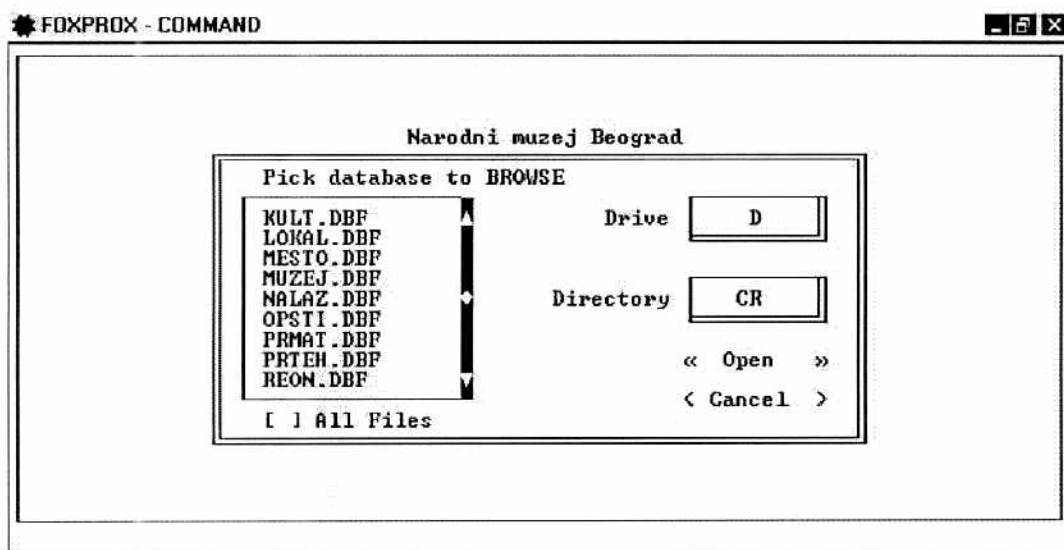 FOXPROX - COMMAND
Narodni muzej Beograd
Pick database to BROWSE
KULT.DBF
LOKAL.DBF
MESTO.DBF
MUZEJ.DBF
NALAZ.DBF
OPSTI.DBF
PRMAT.DBF
PRTEH.DBF
REON.DBF
Drive D
Directory CR
« Open »
< Cancel >
[ ] All Files